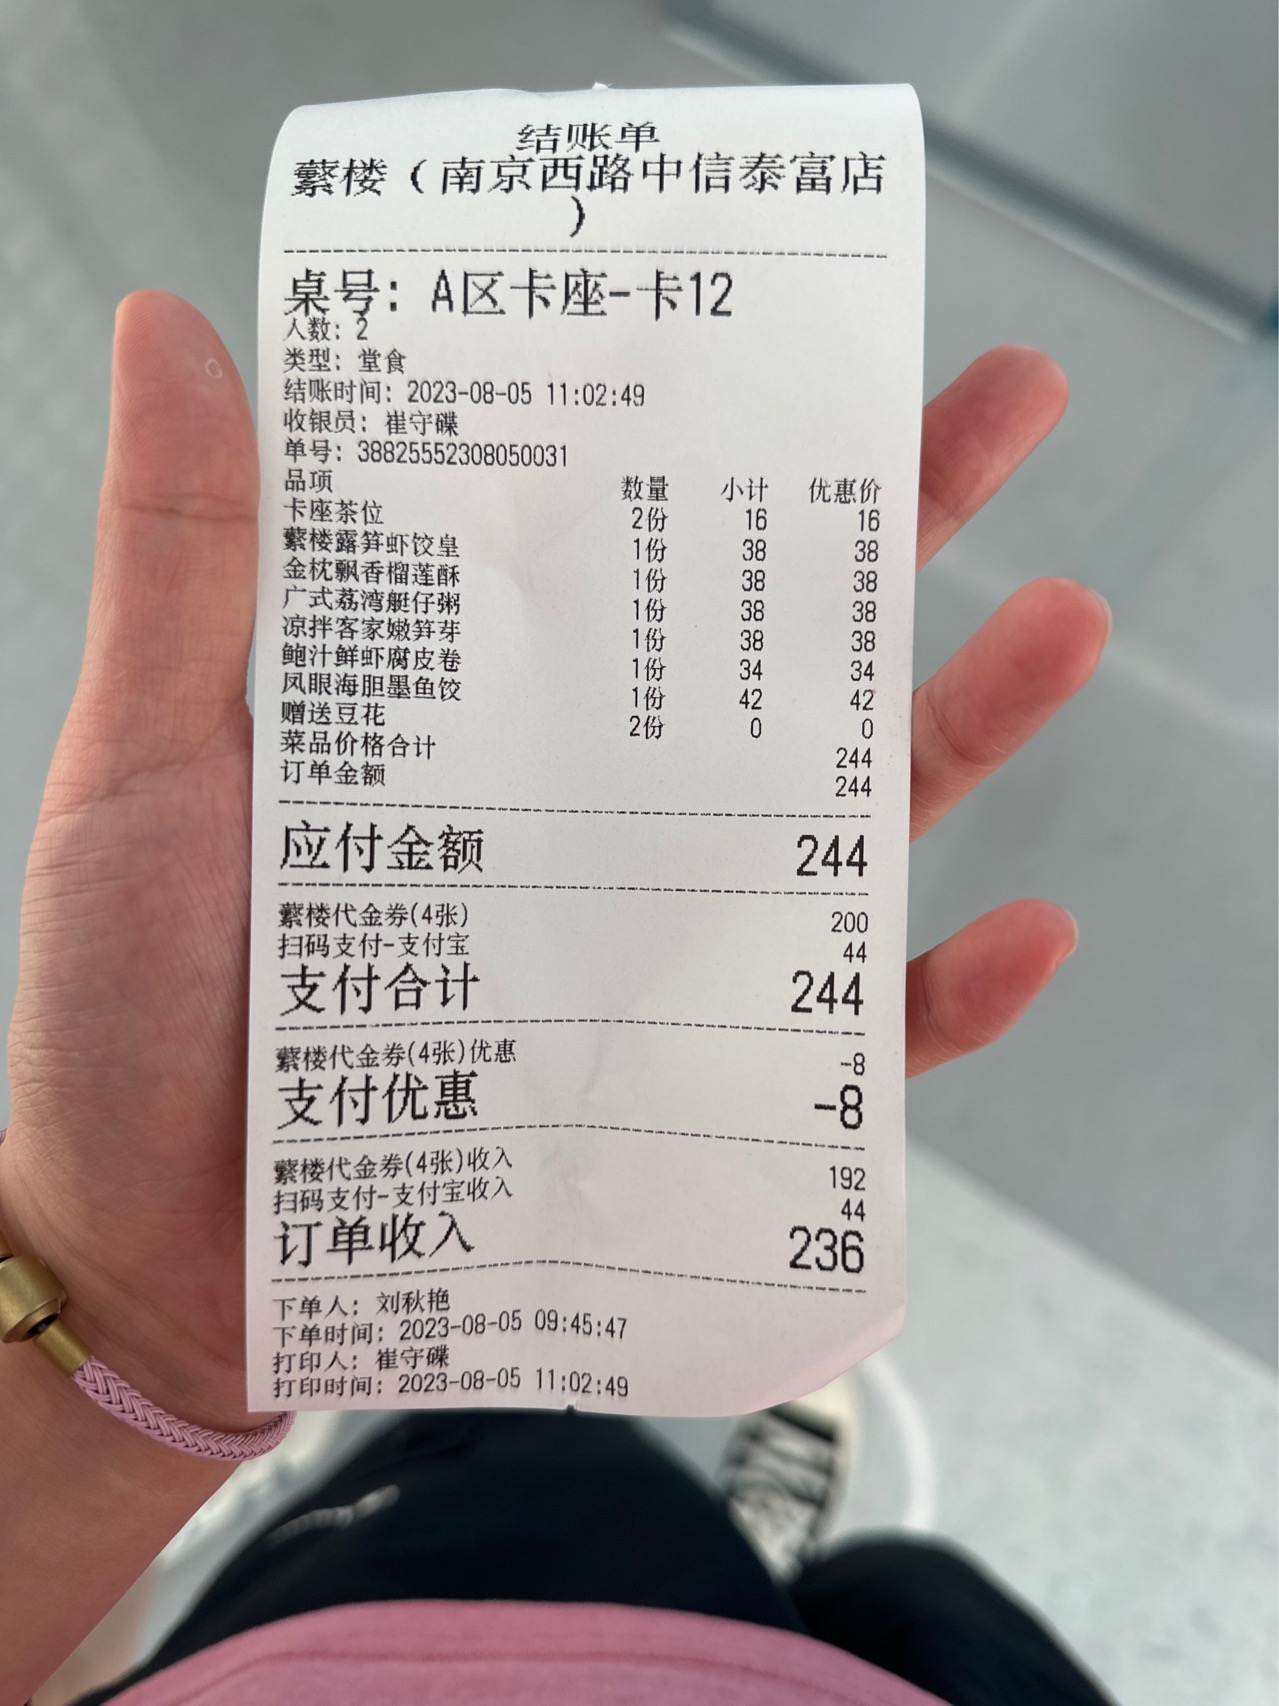 结账单
蘩楼（南京西路中信泰富店
）
桌号：A区卡座-卡12
人数：2
类型：堂食
结账时间：2023-08-05 11:02:49
收银员：崔守碟
单号：38825552308050031
品项 数量 小计 优惠价
卡座茶位 2份 16 16
蘩楼露笋虾饺皇 1份 38 38
金枕飘香榴莲酥 1份 38 38
广式荔湾艇仔粥 1份 38 38
凉拌客家嫩笋芽 1份 38 38
鲍汁鲜虾腐皮卷 1份 34 34
凤眼海胆墨鱼饺 1份 42 42
赠送豆花 2份 0 0
菜品价格合计 244
订单金额 244
应付金额 244
蘩楼代金券(4张) 200
扫码支付-支付宝 44
支付合计 244
蘩楼代金券(4张)优惠 -8
支付优惠 -8
蘩楼代金券(4张)收入 192
扫码支付-支付宝收入 44
订单收入 236
下单人：刘秋艳
下单时间：2023-08-05 09:45:47
打印人：崔守碟
打印时间：2023-08-05 11:02:49